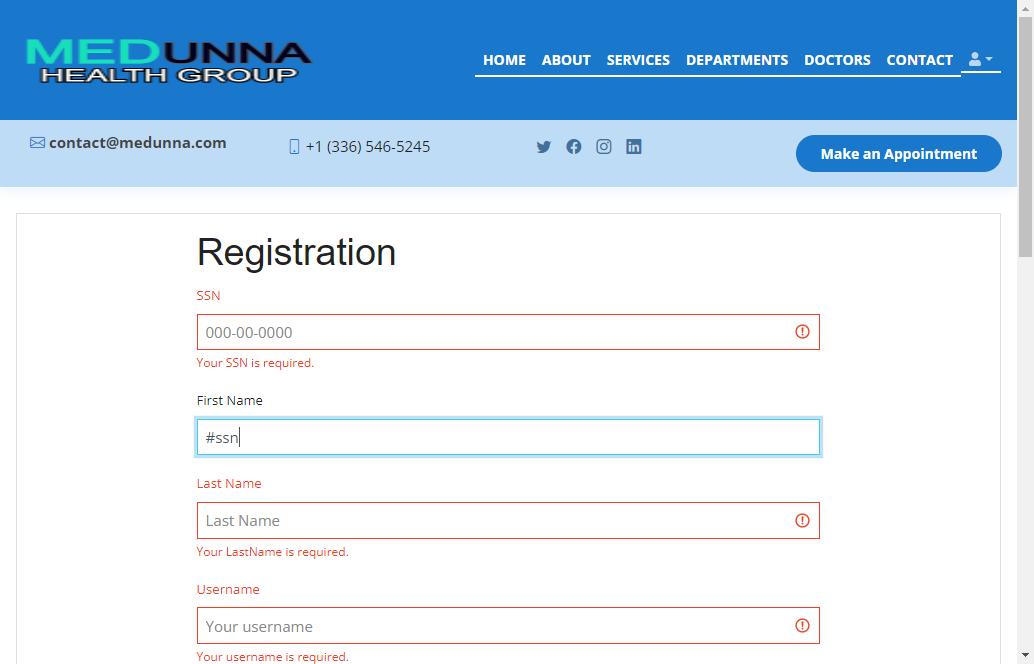 MEDUNNA
HEALTH GROUP
HOME ABOUT SERVICES DEPARTMENTS DOCTORS CONTACT
contact@medunna.com
+1 (336) 546-5245
Make an Appointment
Registration
SSN
000-00-0000
Your SSN is required.
First Name
#ssn
Last Name
Last Name
Your LastName is required.
Username
Your username
Your username is required.